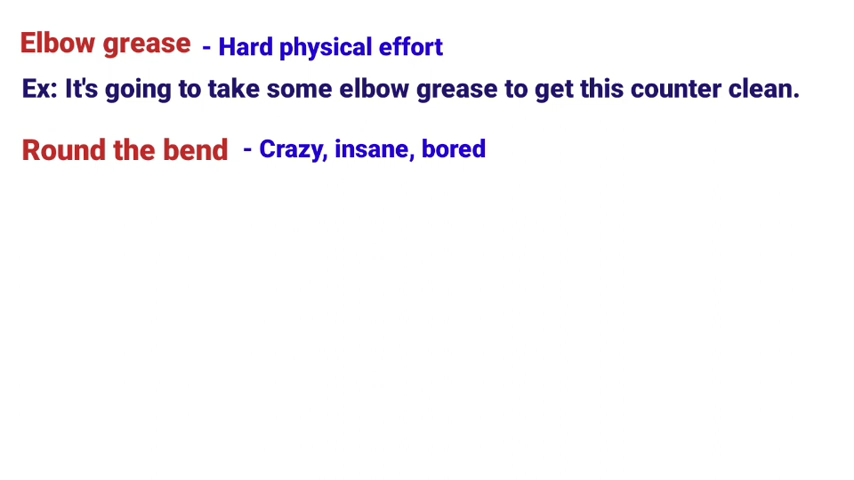 Elbow grease - Hard physical effort
Ex: It's going to take some elbow grease to get this counter clean.
Round the bend - Crazy, insane, bored